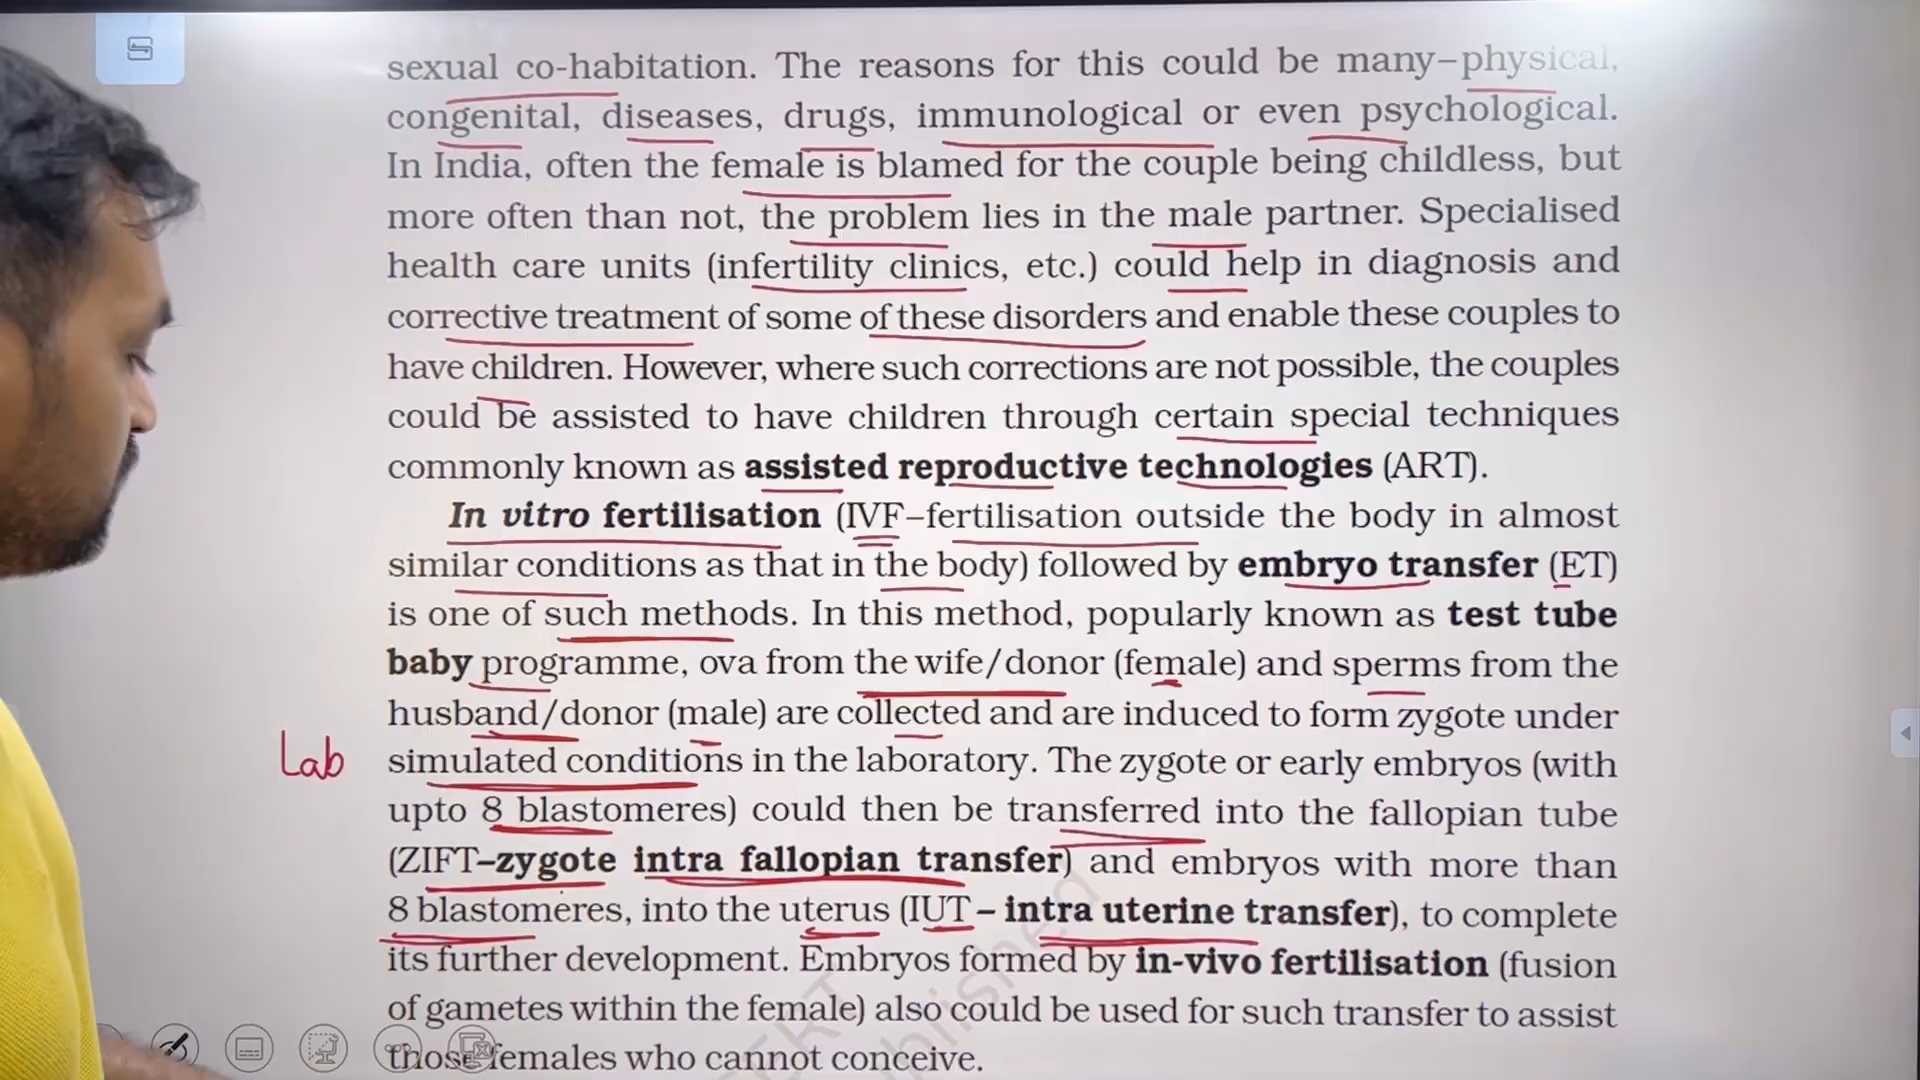 sexual co-habitation. The reasons for this could be many–physical,
congenital, diseases, drugs, immunological or even psychological.
In India, often the female is blamed for the couple being childless, but
more often than not, the problem lies in the male partner. Specialised
health care units (infertility clinics, etc.) could help in diagnosis and
corrective treatment of some of these disorders and enable these couples to
have children. However, where such corrections are not possible, the couples
could be assisted to have children through certain special techniques
commonly known as assisted reproductive technologies (ART).
In vitro fertilisation (IVF–fertilisation outside the body in almost
similar conditions as that in the body) followed by embryo transfer (ET)
is one of such methods. In this method, popularly known as test tube
baby programme, ova from the wife/donor (female) and sperms from the
husband/donor (male) are collected and are induced to form zygote under
Lab simulated conditions in the laboratory. The zygote or early embryos (with
upto 8 blastomeres) could then be transferred into the fallopian tube
(ZIFT–zygote intra fallopian transfer) and embryos with more than
8 blastomeres, into the uterus (IUT – intra uterine transfer), to complete
its further development. Embryos formed by in-vivo fertilisation (fusion
of gametes within the female) also could be used for such transfer to assist
those females who cannot conceive.